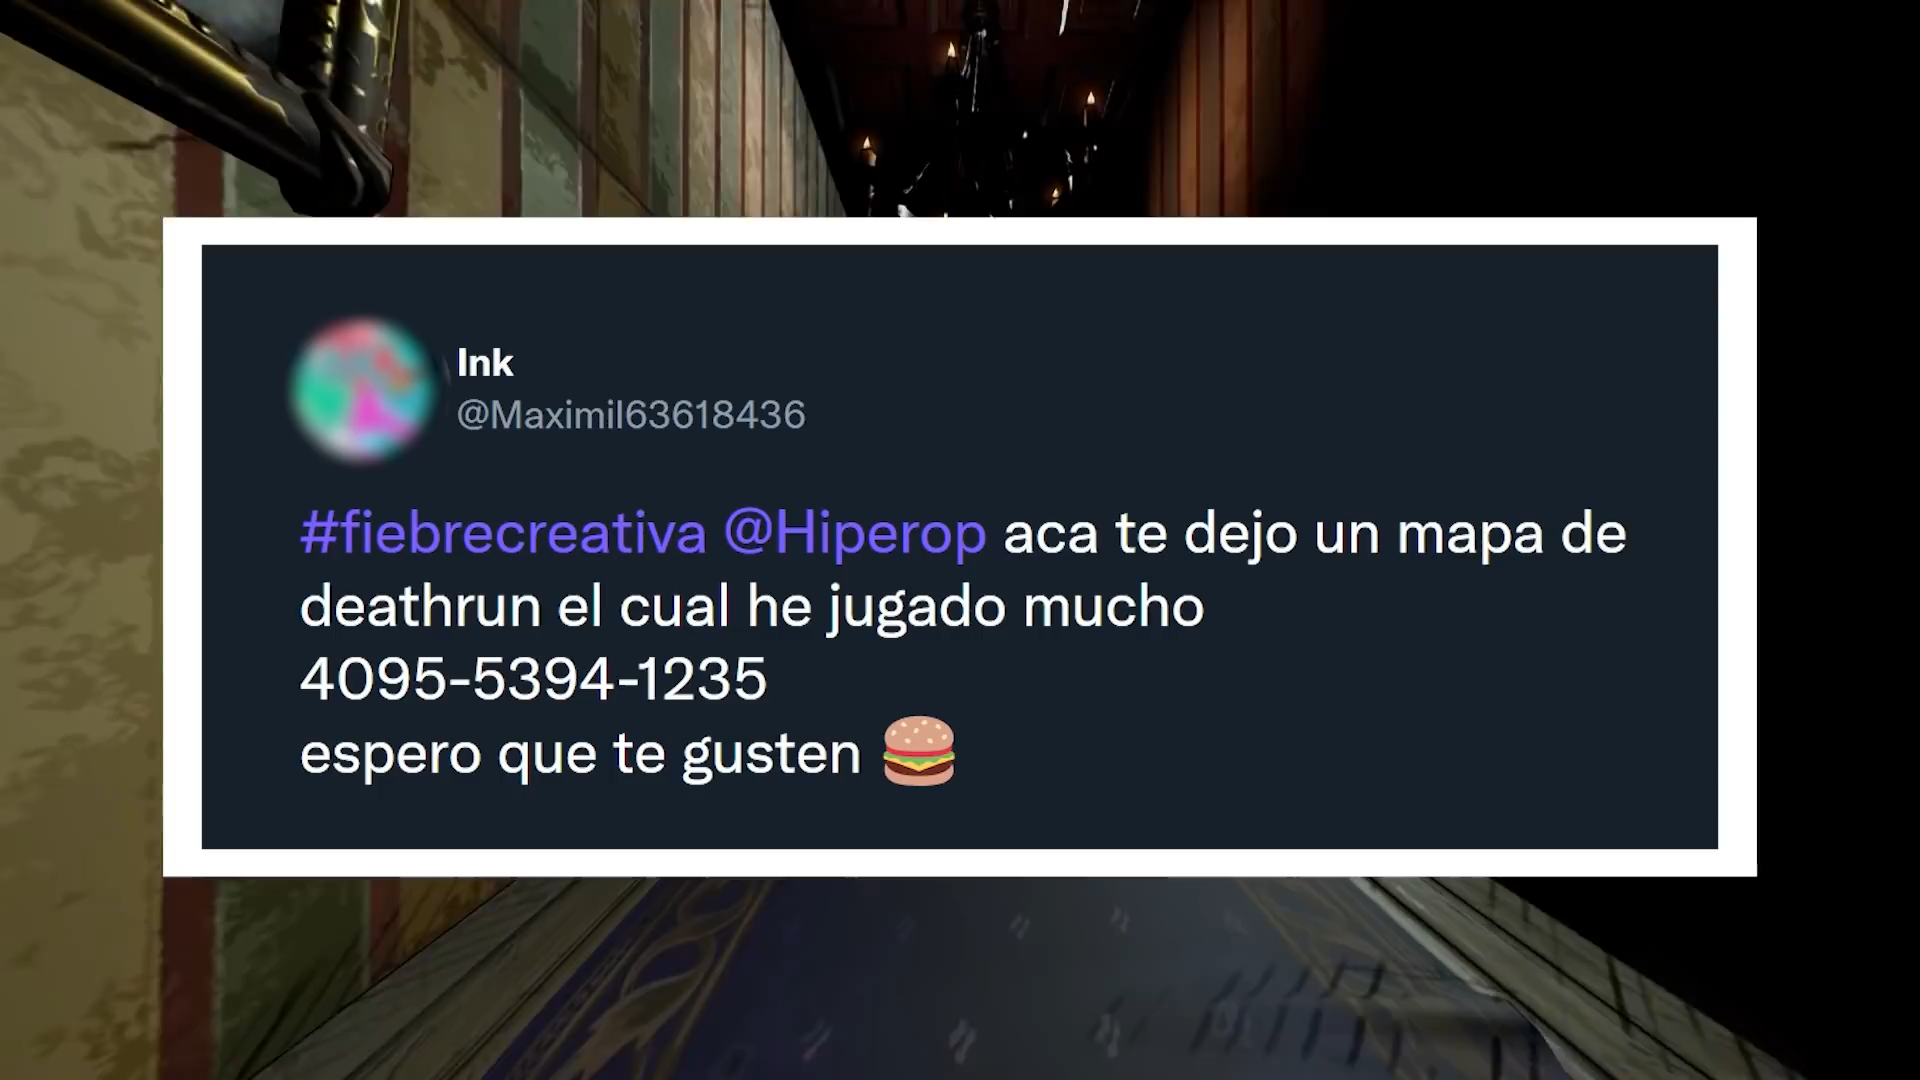 Ink
@Maximil63618436
#fiebrecreativa @Hiperop aca te dejo un mapa de
deathrun el cual he jugado mucho
4095-5394-1235
espero que te gusten 🍔